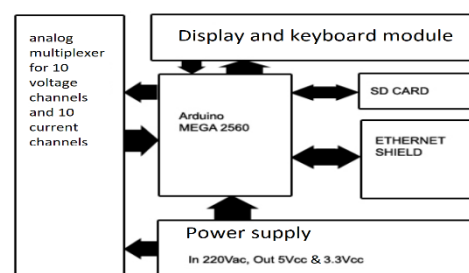 analog
multiplexer
for 10
voltage
channels
and 10
current
channels
Display and keyboard module
Arduino
MEGA 2560
SD CARD
ETHERNET
SHIELD
Power supply
In 220Vac, Out 5Vcc & 3.3Vcc